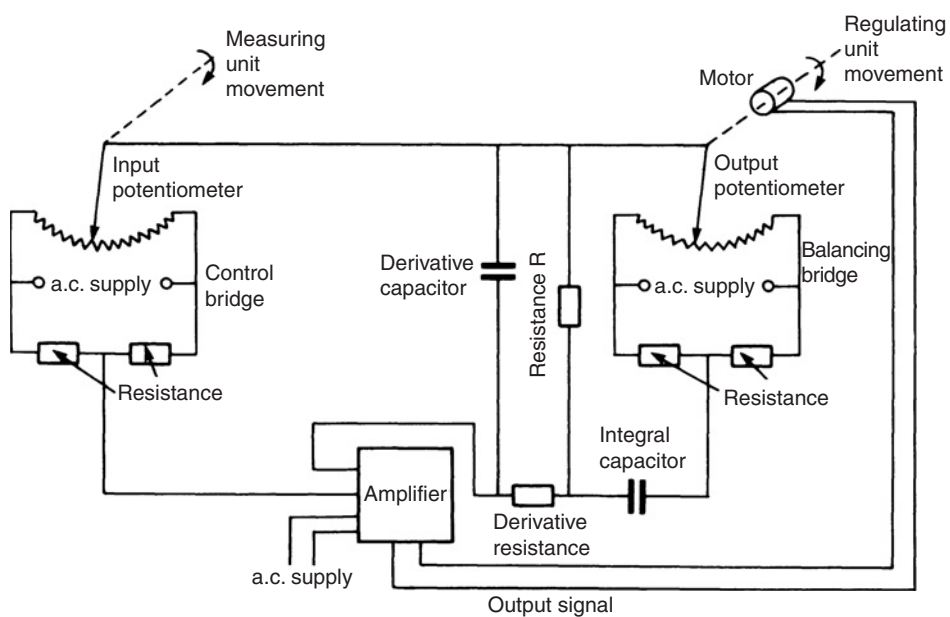 Measuring
unit
movement
Regulating
unit
movement
Motor
Input
potentiometer
Output
potentiometer
a.c. supply
Control
bridge
Derivative
capacitor
Resistance R
a.c. supply
Balancing
bridge
Resistance
Resistance
Integral
capacitor
Amplifier
Derivative
resistance
a.c. supply
Output signal